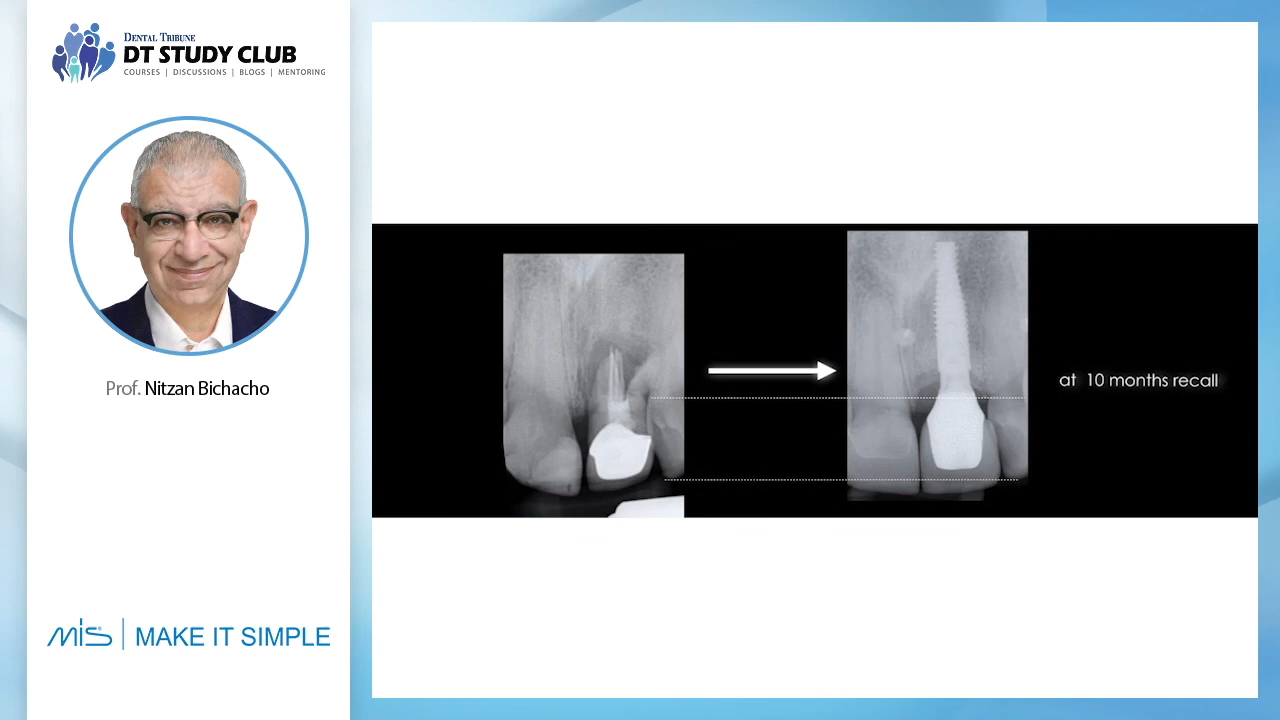 DENTAL TRIBUNE
DT STUDY CLUB
COURSES | DISCUSSIONS | BLOGS | MENTORING
Prof. Nitzan Bichacho
at 10 months recall
MIS® | MAKE IT SIMPLE